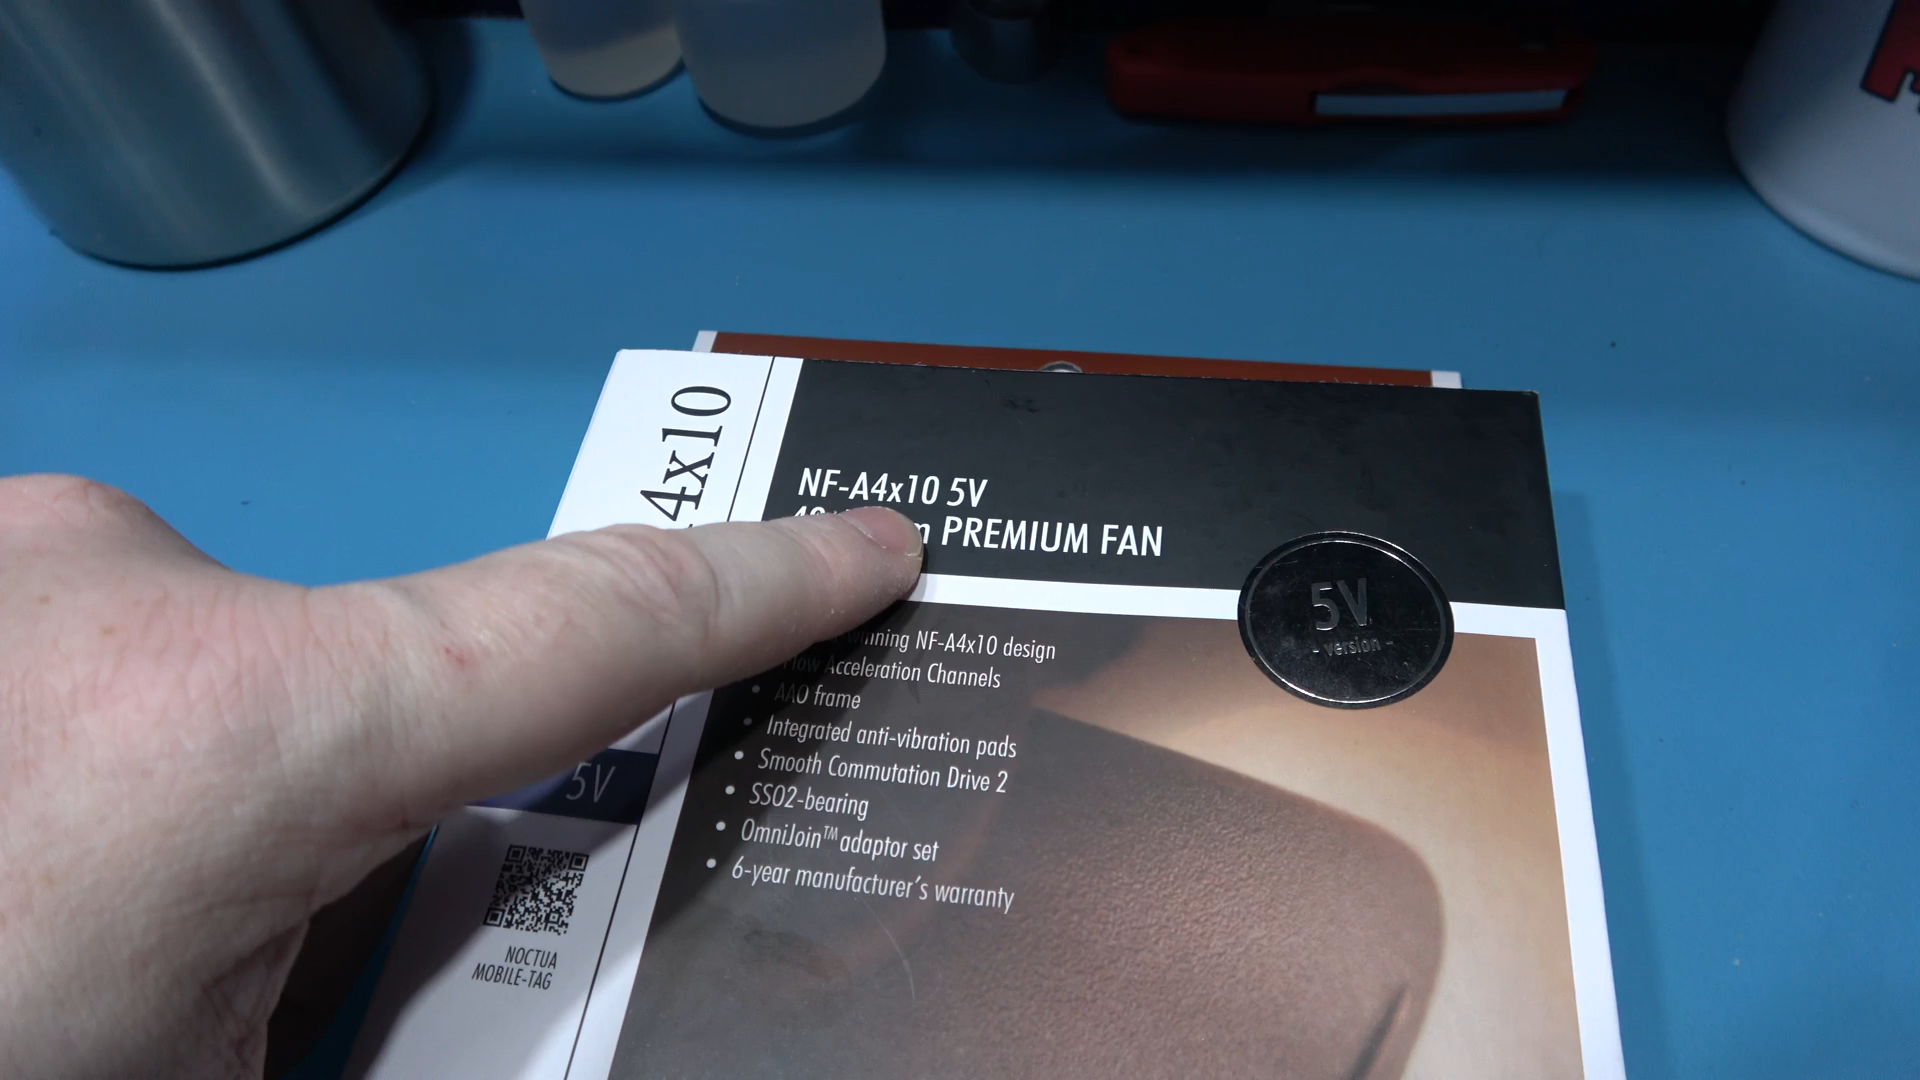 4x10
NF-A4x10 5V
PREMIUM FAN
5V
- version -
NF-A4x10 design
Acceleration Channels
• AAO frame
• Integrated anti-vibration pads
• Smooth Commutation Drive 2
• SSO2-bearing
• OmniJoin™ adaptor set
• 6-year manufacturer's warranty
5V
NOCTUA
MOBILE-TAG